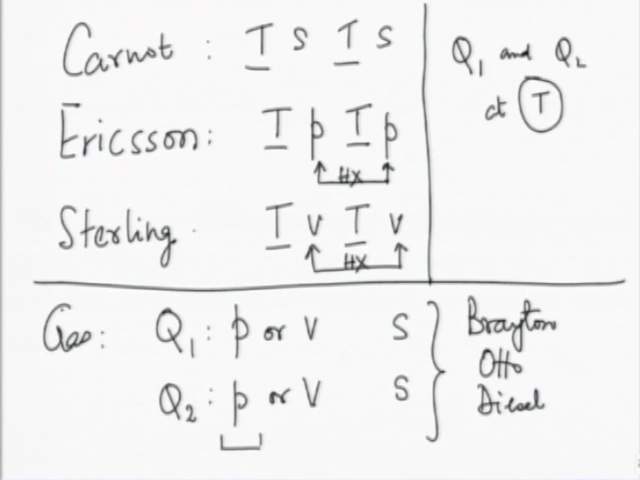 Carnot : T S T S
Ericsson: T p T p
HX
Sterling. T v T v
HX
Q1 and Q2
at T
Gas: Q1: p or V S
Q2: p or V S
Brayton
Otto
Diesel